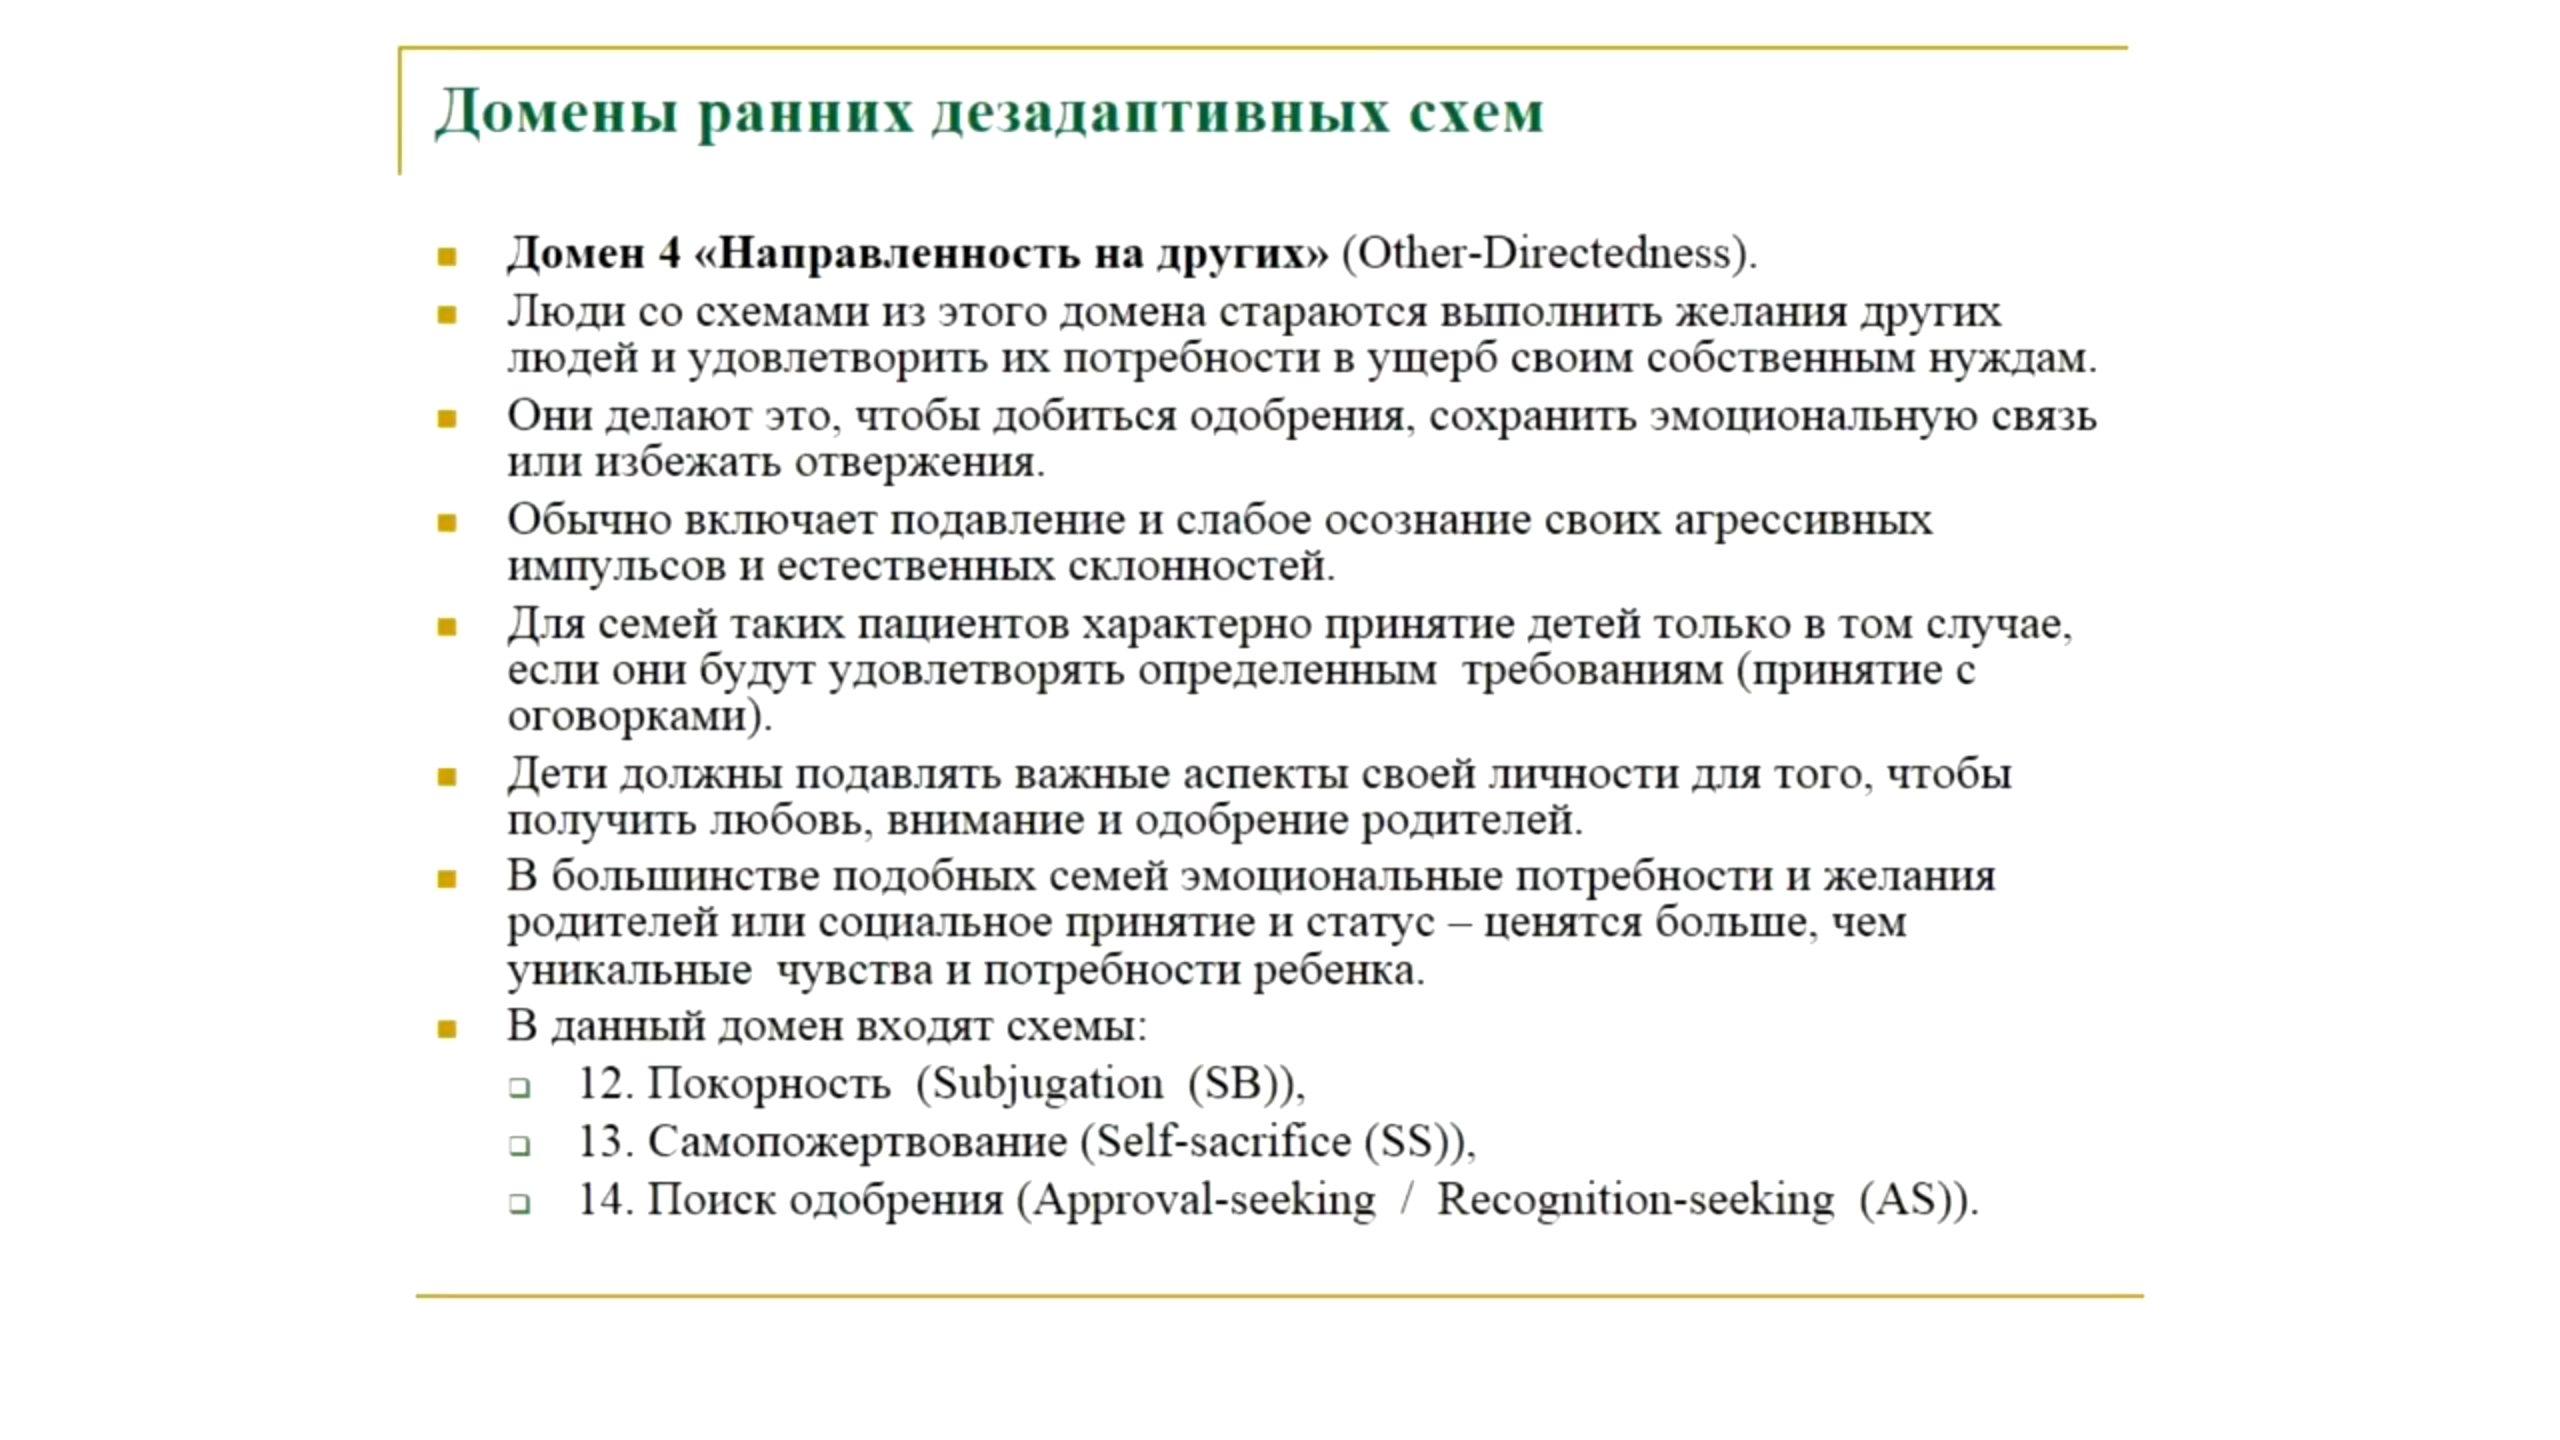 Домены ранних дезадаптивных схем
Домен 4 «Направленность на других» (Other-Directedness).
Люди со схемами из этого домена стараются выполнить желания других
людей и удовлетворить их потребности в ущерб своим собственным нуждам.
Они делают это, чтобы добиться одобрения, сохранить эмоциональную связь
или избежать отвержения.
Обычно включает подавление и слабое осознание своих агрессивных
импульсов и естественных склонностей.
Для семей таких пациентов характерно принятие детей только в том случае,
если они будут удовлетворять определенным требованиям (принятие с
оговорками).
Дети должны подавлять важные аспекты своей личности для того, чтобы
получить любовь, внимание и одобрение родителей.
В большинстве подобных семей эмоциональные потребности и желания
родителей или социальное принятие и статус – ценятся больше, чем
уникальные чувства и потребности ребенка.
В данный домен входят схемы:
12. Покорность (Subjugation (SB)),
13. Самопожертвование (Self-sacrifice (SS)),
14. Поиск одобрения (Approval-seeking / Recognition-seeking (AS)).